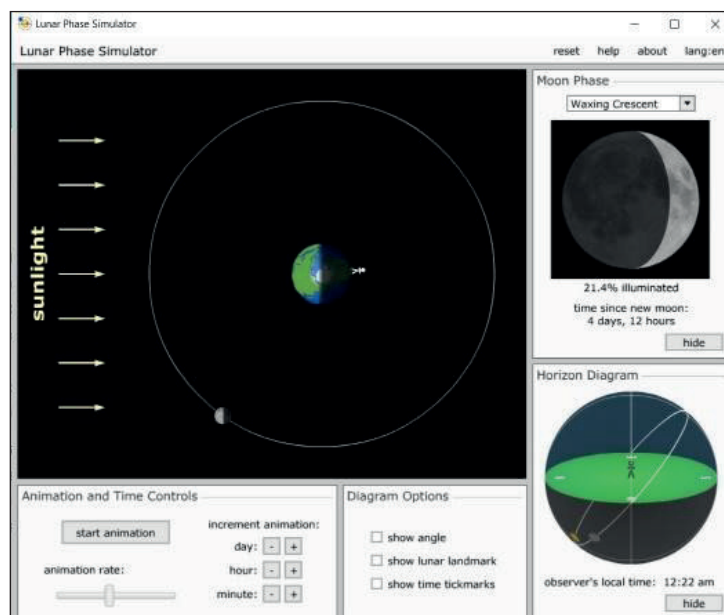 Lunar Phase Simulator
Lunar Phase Simulator reset help about lang:en
sunlight
Moon Phase
Waxing Crescent
21.4% illuminated
time since new moon:
4 days, 12 hours
hide
Horizon Diagram
observer's local time: 12:22 am
hide
Animation and Time Controls
start animation
animation rate:
increment animation:
day: - +
hour: - +
minute: - +
Diagram Options
show angle
show lunar landmark
show time tickmarks